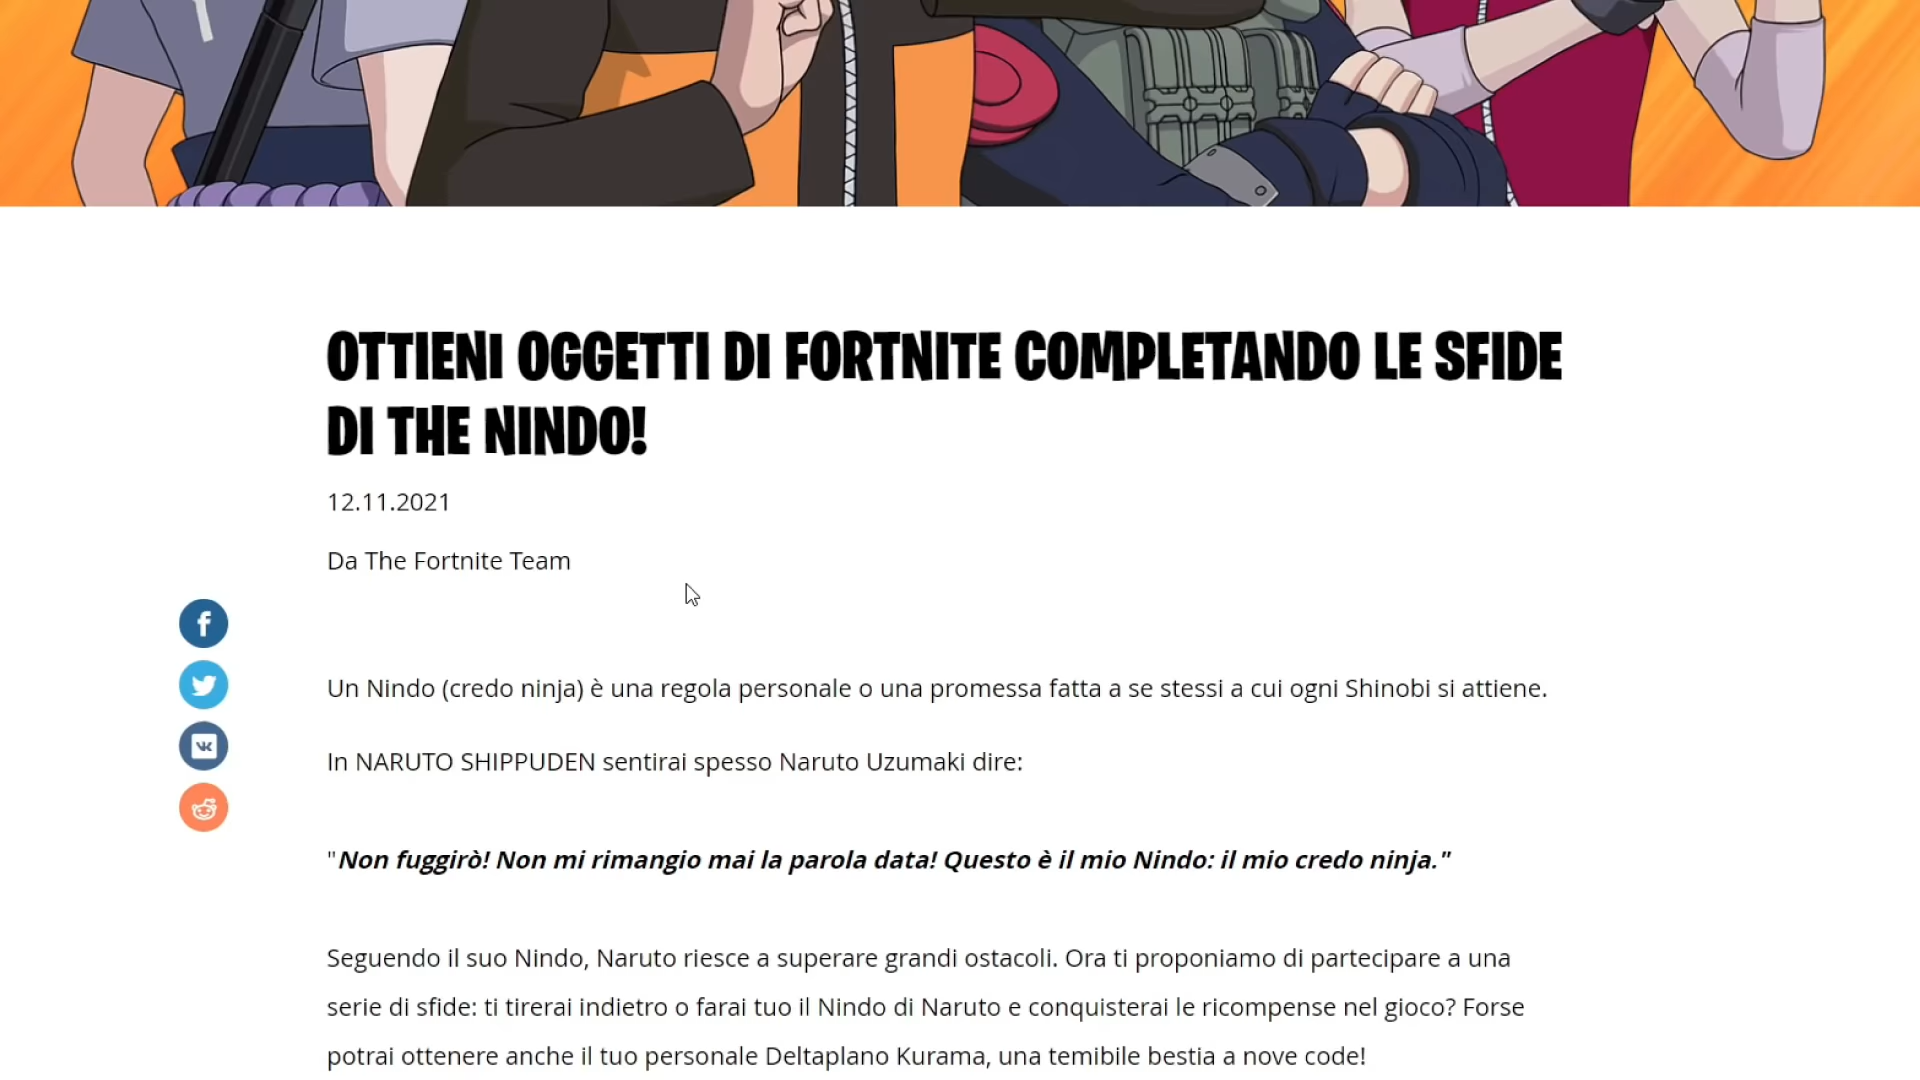 OTTIENI OGGETTI DI FORTNITE COMPLETANDO LE SFIDE
DI THE NINDO!
12.11.2021
Da The Fortnite Team
Un Nindo (credo ninja) è una regola personale o una promessa fatta a se stessi a cui ogni Shinobi si attiene.
In NARUTO SHIPPUDEN sentirai spesso Naruto Uzumaki dire:
"Non fuggirò! Non mi rimangio mai la parola data! Questo è il mio Nindo: il mio credo ninja."
Seguendo il suo Nindo, Naruto riesce a superare grandi ostacoli. Ora ti proponiamo di partecipare a una
serie di sfide: ti tirerai indietro o farai tuo il Nindo di Naruto e conquisterai le ricompense nel gioco? Forse
potrai ottenere anche il tuo personale Deltaplano Kurama, una temibile bestia a nove code!